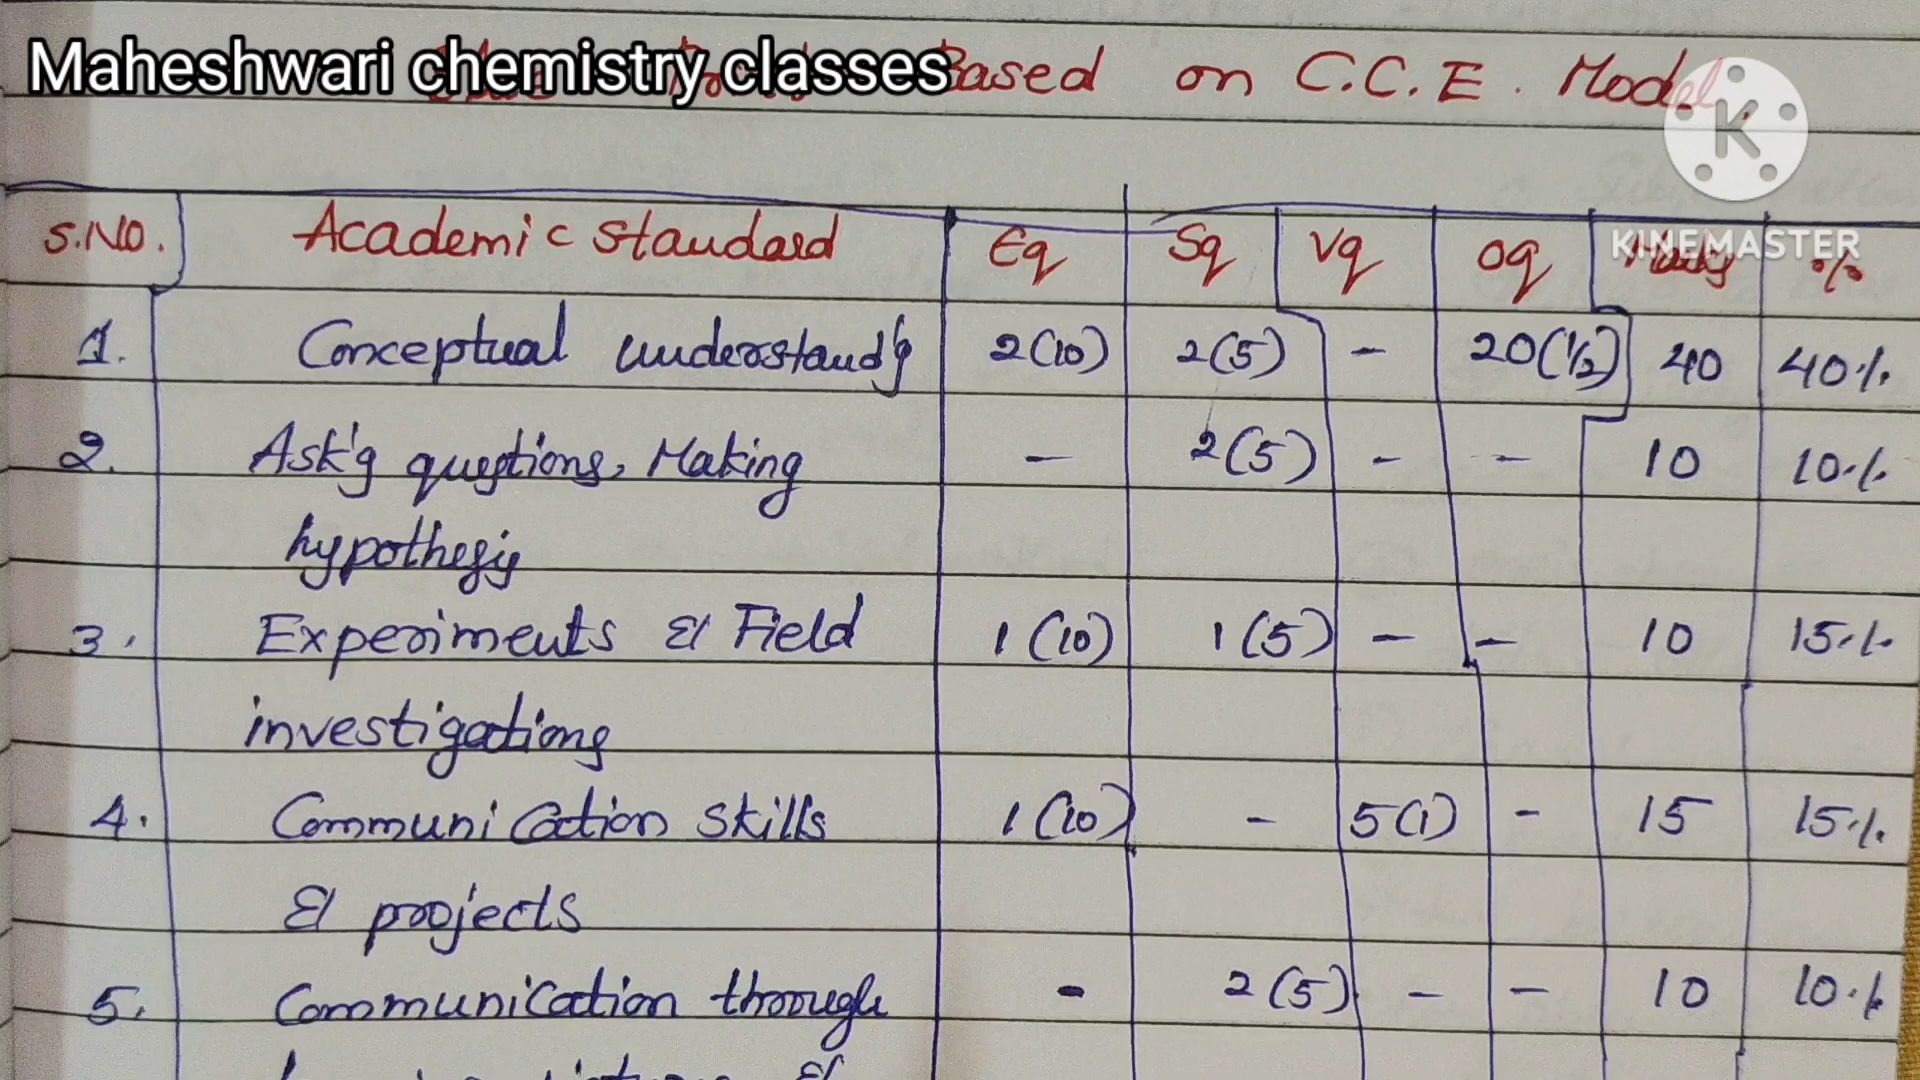 Maheshwari chemistry classes
Based on C.C.E. Model
KINEMASTER
S.No. Academic standard Eq Sq Vq oq Marks %
1. Conceptual understand'g 2(10) 2(5) - 20(½) 40 40%
2. Ask'g questions, Making - 2(5) - - 10 10%
hypothesis
3. Experiments & Field 1(10) 1(5) - - 10 15%
investigations
4. Communication skills 1(10) - 5(1) - 15 15%
& projects
5. Communication through - 2(5) - - 10 10%